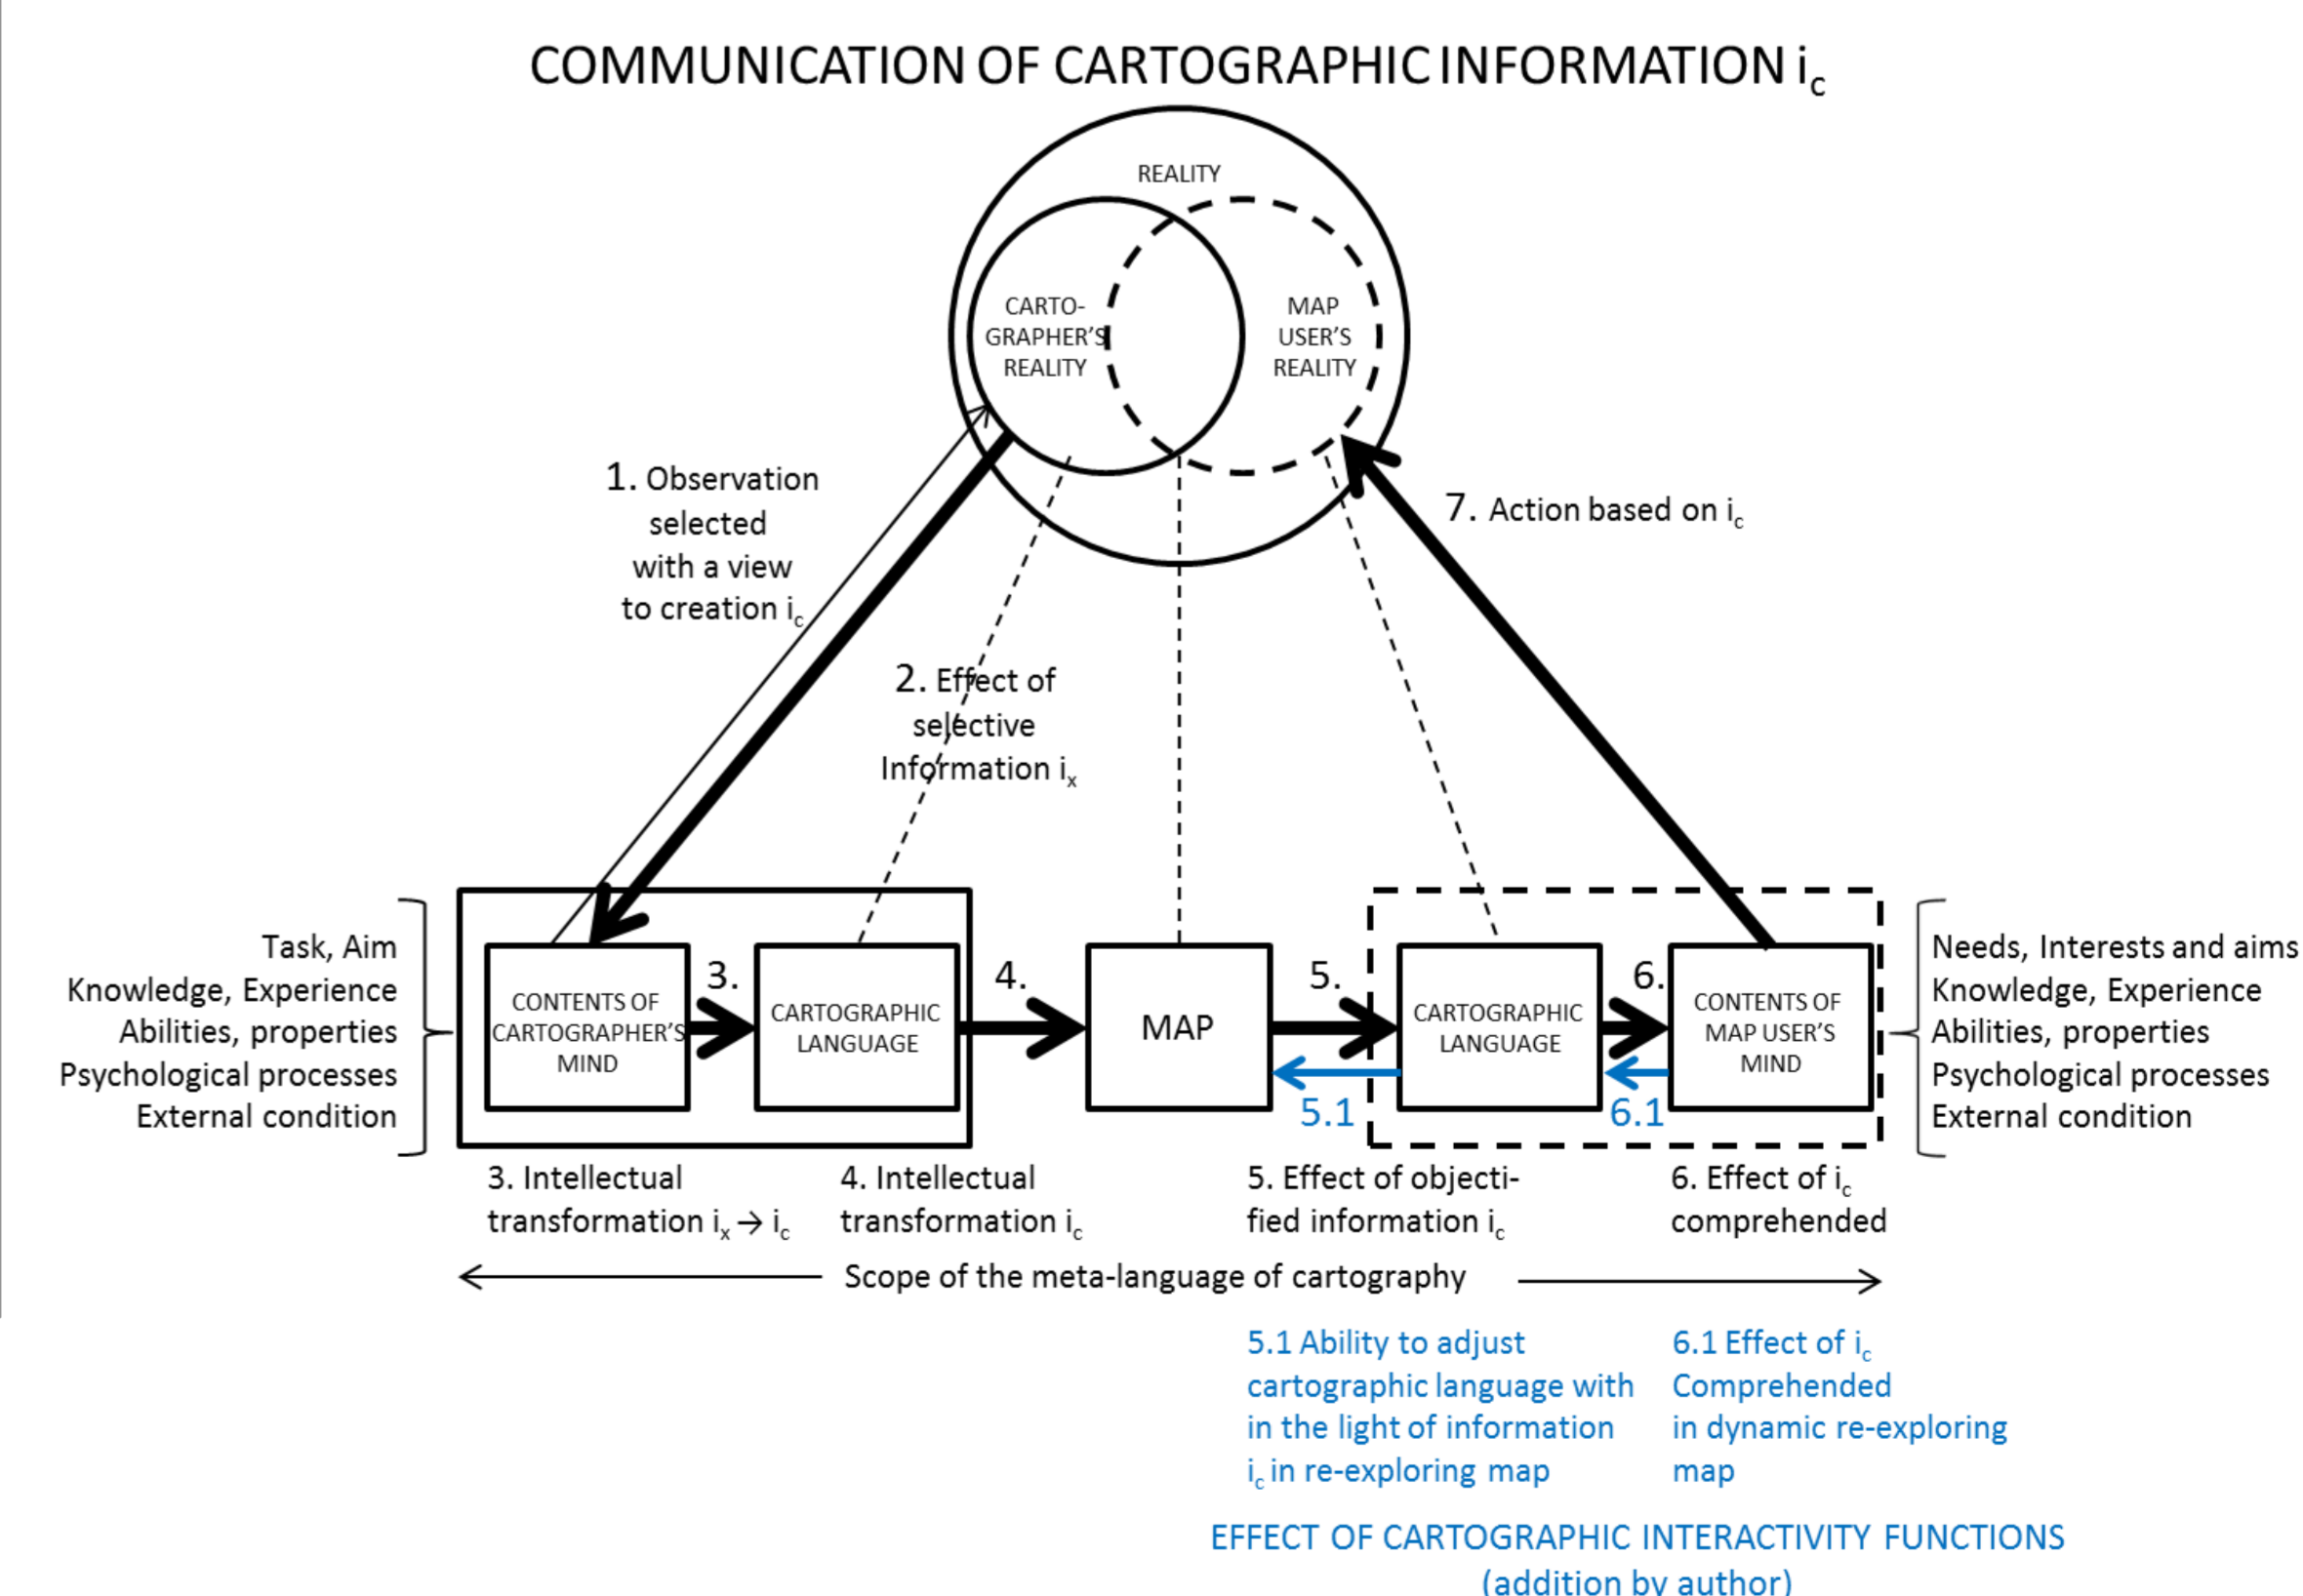 COMMUNICATION OF CARTOGRAPHIC INFORMATION ic
REALITY
CARTO-
GRAPHER'S
REALITY
MAP
USER'S
REALITY
1. Observation
selected
with a view
to creation ic
2. Effect of
selective
Information ix
7. Action based on ic
Task, Aim
Knowledge, Experience
Abilities, properties
Psychological processes
External condition
CONTENTS OF
CARTOGRAPHER'S
MIND
3.
CARTOGRAPHIC
LANGUAGE
4.
MAP
5.
5.1
CARTOGRAPHIC
LANGUAGE
6.
6.1
CONTENTS OF
MAP USER'S
MIND
Needs, Interests and aims
Knowledge, Experience
Abilities, properties
Psychological processes
External condition
3. Intellectual
transformation ix → ic
4. Intellectual
transformation ic
5. Effect of objecti-
fied information ic
6. Effect of ic
comprehended
Scope of the meta-language of cartography
5.1 Ability to adjust
cartographic language with
in the light of information
ic in re-exploring map
6.1 Effect of ic
Comprehended
in dynamic re-exploring
map
EFFECT OF CARTOGRAPHIC INTERACTIVITY FUNCTIONS
(addition by author)